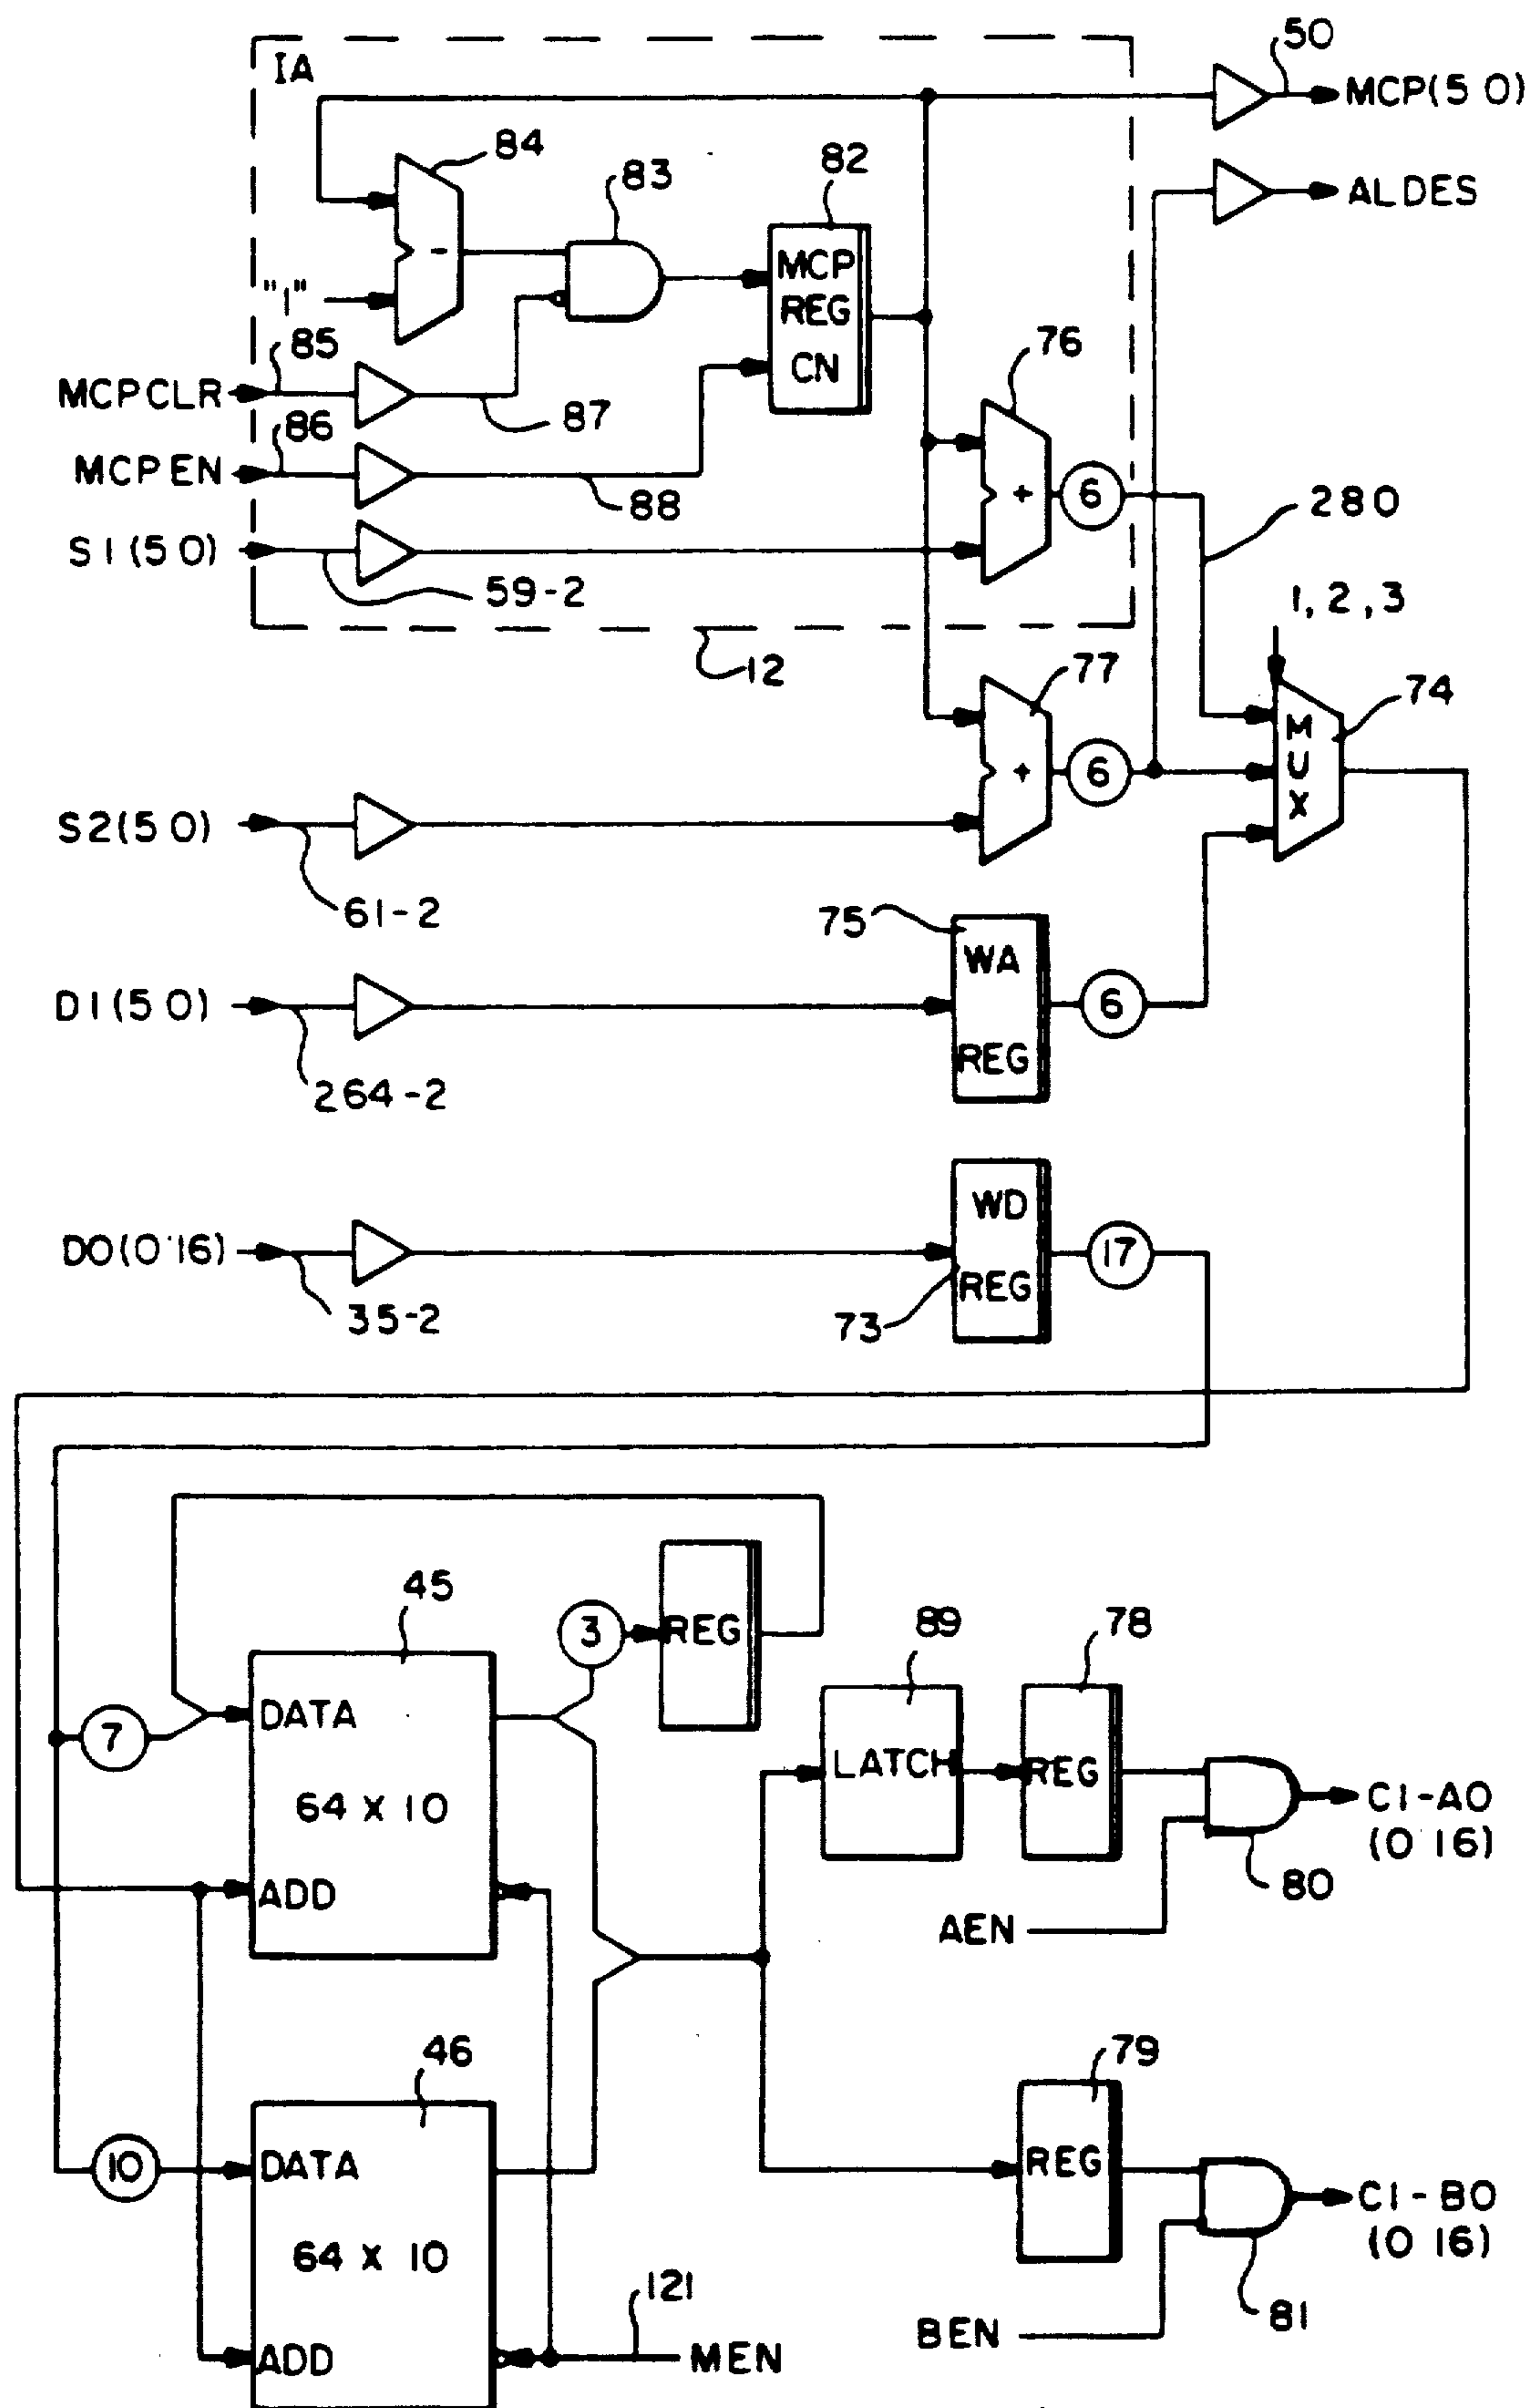 50
IA
MCP(5 0)
84
83
82
ALDES
MCP
REG
CN
"1"
85
76
MCPCLR
87
86
MCPEN
88
+
6
280
S1(5 0)
59-2
1, 2, 3
12
77
74
M
U
X
+
6
S2(5 0)
61-2
75
WA
REG
6
D1(5 0)
264-2
WD
REG
17
D0(0 16)
35-2
73
45
3
REG
89
78
DATA
7
LATCH
REG
64 X 10
C1-A0
(0 16)
ADD
80
AEN
46
79
DATA
10
REG
C1-B0
(0 16)
64 X 10
121
81
BEN
ADD
MEN